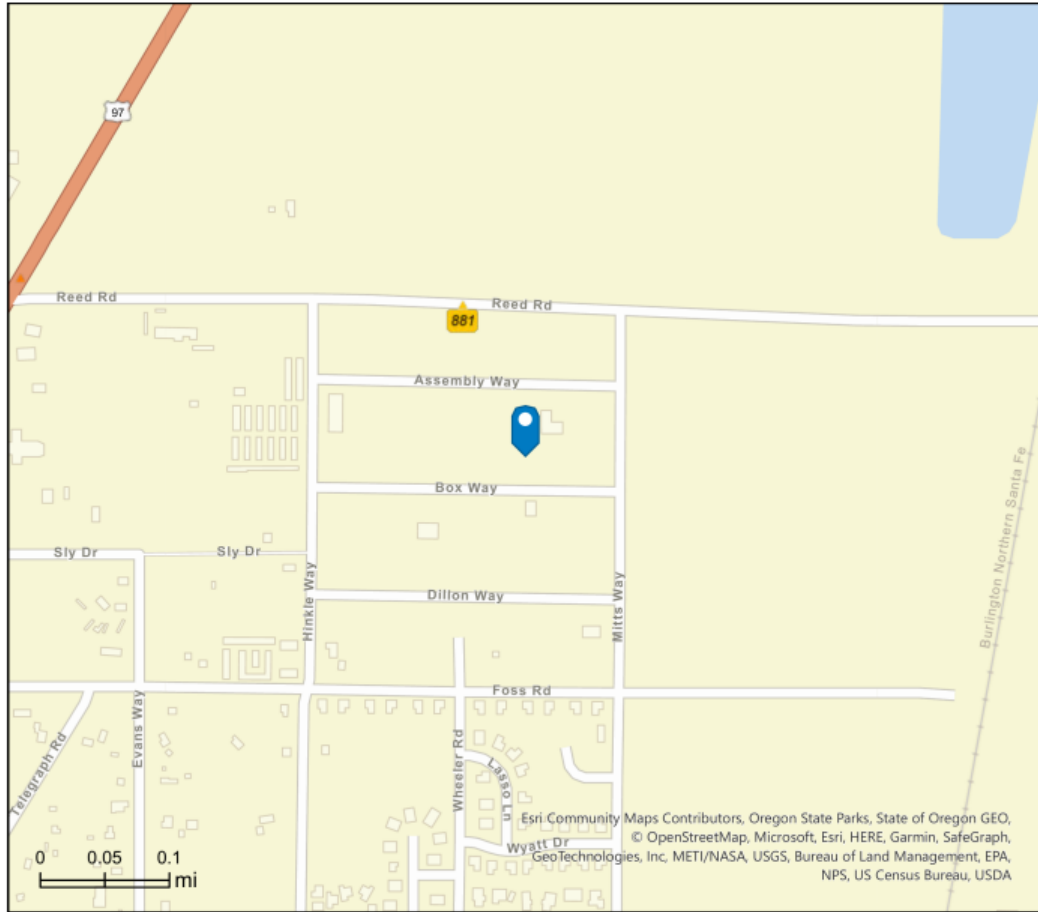 97
Reed Rd
Reed Rd
881
Assembly Way
Box Way
Sly Dr
Sly Dr
Hinkle Way
Dillon Way
Mitts Way
Burlington Northern Santa Fe
Foss Rd
Telegraph Rd
Evans Way
Wheeler Rd
Lasso Ln
Wyatt Dr
Esri Community Maps Contributors, Oregon State Parks, State of Oregon GEO,
© OpenStreetMap, Microsoft, Esri, HERE, Garmin, SafeGraph,
GeoTechnologies, Inc, METI/NASA, USGS, Bureau of Land Management, EPA,
NPS, US Census Bureau, USDA
0 0.05 0.1
mi